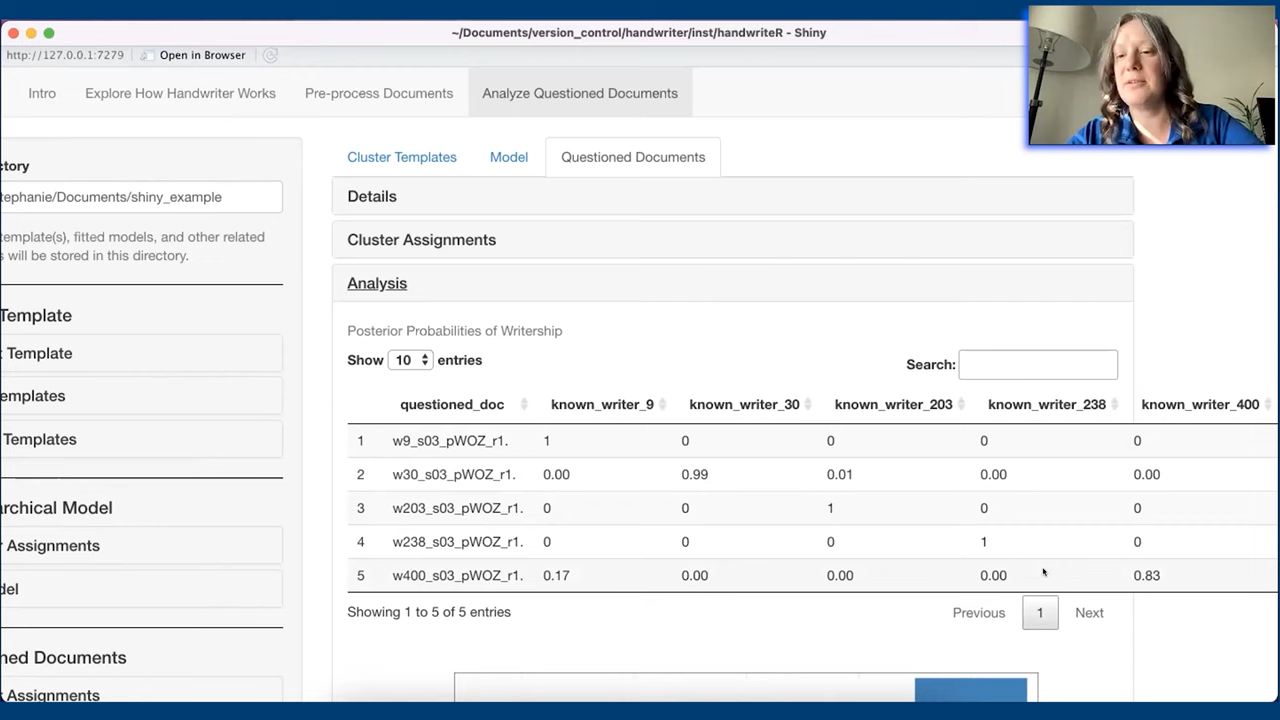 ~/Documents/version_control/handwriter/inst/handwriteR - Shiny
http://127.0.0.1:7279 Open in Browser
Intro Explore How Handwriter Works Pre-process Documents Analyze Questioned Documents
ctory
tephanie/Documents/shiny_example
template(s), fitted models, and other related
s will be stored in this directory.
Template
t Template
emplates
Templates
archical Model
r Assignments
del
ned Documents
Assignments
Cluster Templates Model Questioned Documents
Details
Cluster Assignments
Analysis
Posterior Probabilities of Writership
Show 10 entries Search:
questioned_doc known_writer_9 known_writer_30 known_writer_203 known_writer_238 known_writer_400
1 w9_s03_pWOZ_r1. 1 0 0 0 0
2 w30_s03_pWOZ_r1. 0.00 0.99 0.01 0.00 0.00
3 w203_s03_pWOZ_r1. 0 0 1 0 0
4 w238_s03_pWOZ_r1. 0 0 0 1 0
5 w400_s03_pWOZ_r1. 0.17 0.00 0.00 0.00 0.83
Showing 1 to 5 of 5 entries Previous 1 Next